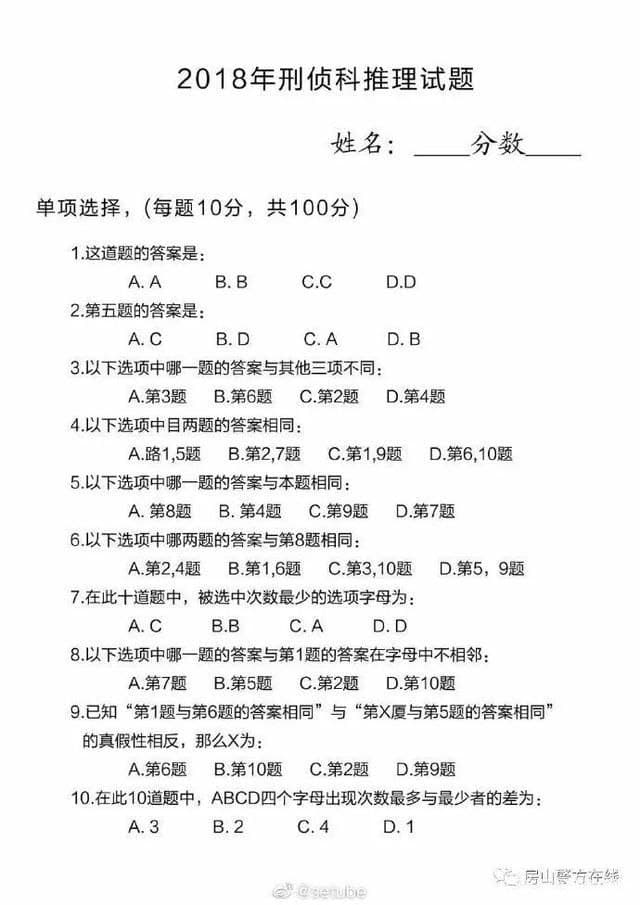 2018年刑侦科推理试题
姓名：____分数____
单项选择，(每题10分，共100分)
1.这道题的答案是：
A. A B. B C.C D.D
2.第五题的答案是：
A. C B. D C. A D. B
3.以下选项中哪一题的答案与其他三项不同：
A.第3题 B.第6题 C.第2题 D.第4题
4.以下选项中目两题的答案相同：
A.路1,5题 B.第2,7题 C.第1,9题 D.第6,10题
5.以下选项中哪一题的答案与本题相同：
A. 第8题 B. 第4题 C.第9题 D.第7题
6.以下选项中哪两题的答案与第8题相同：
A.第2,4题 B.第1,6题 C.第3,10题 D.第5，9题
7.在此十道题中，被选中次数最少的选项字母为：
A. C B.B C. A D. D
8.以下选项中哪一题的答案与第1题的答案在字母中不相邻：
A.第7题 B.第5题 C.第2题 D.第10题
9.已知“第1题与第6题的答案相同”与“第X厦与第5题的答案相同”
的真假性相反，那么X为：
A.第6题 B.第10题 C.第2题 D.第9题
10.在此10道题中，ABCD四个字母出现次数最多与最少者的差为：
A. 3 B. 2 C. 4 D. 1
房山警方在线
@setube